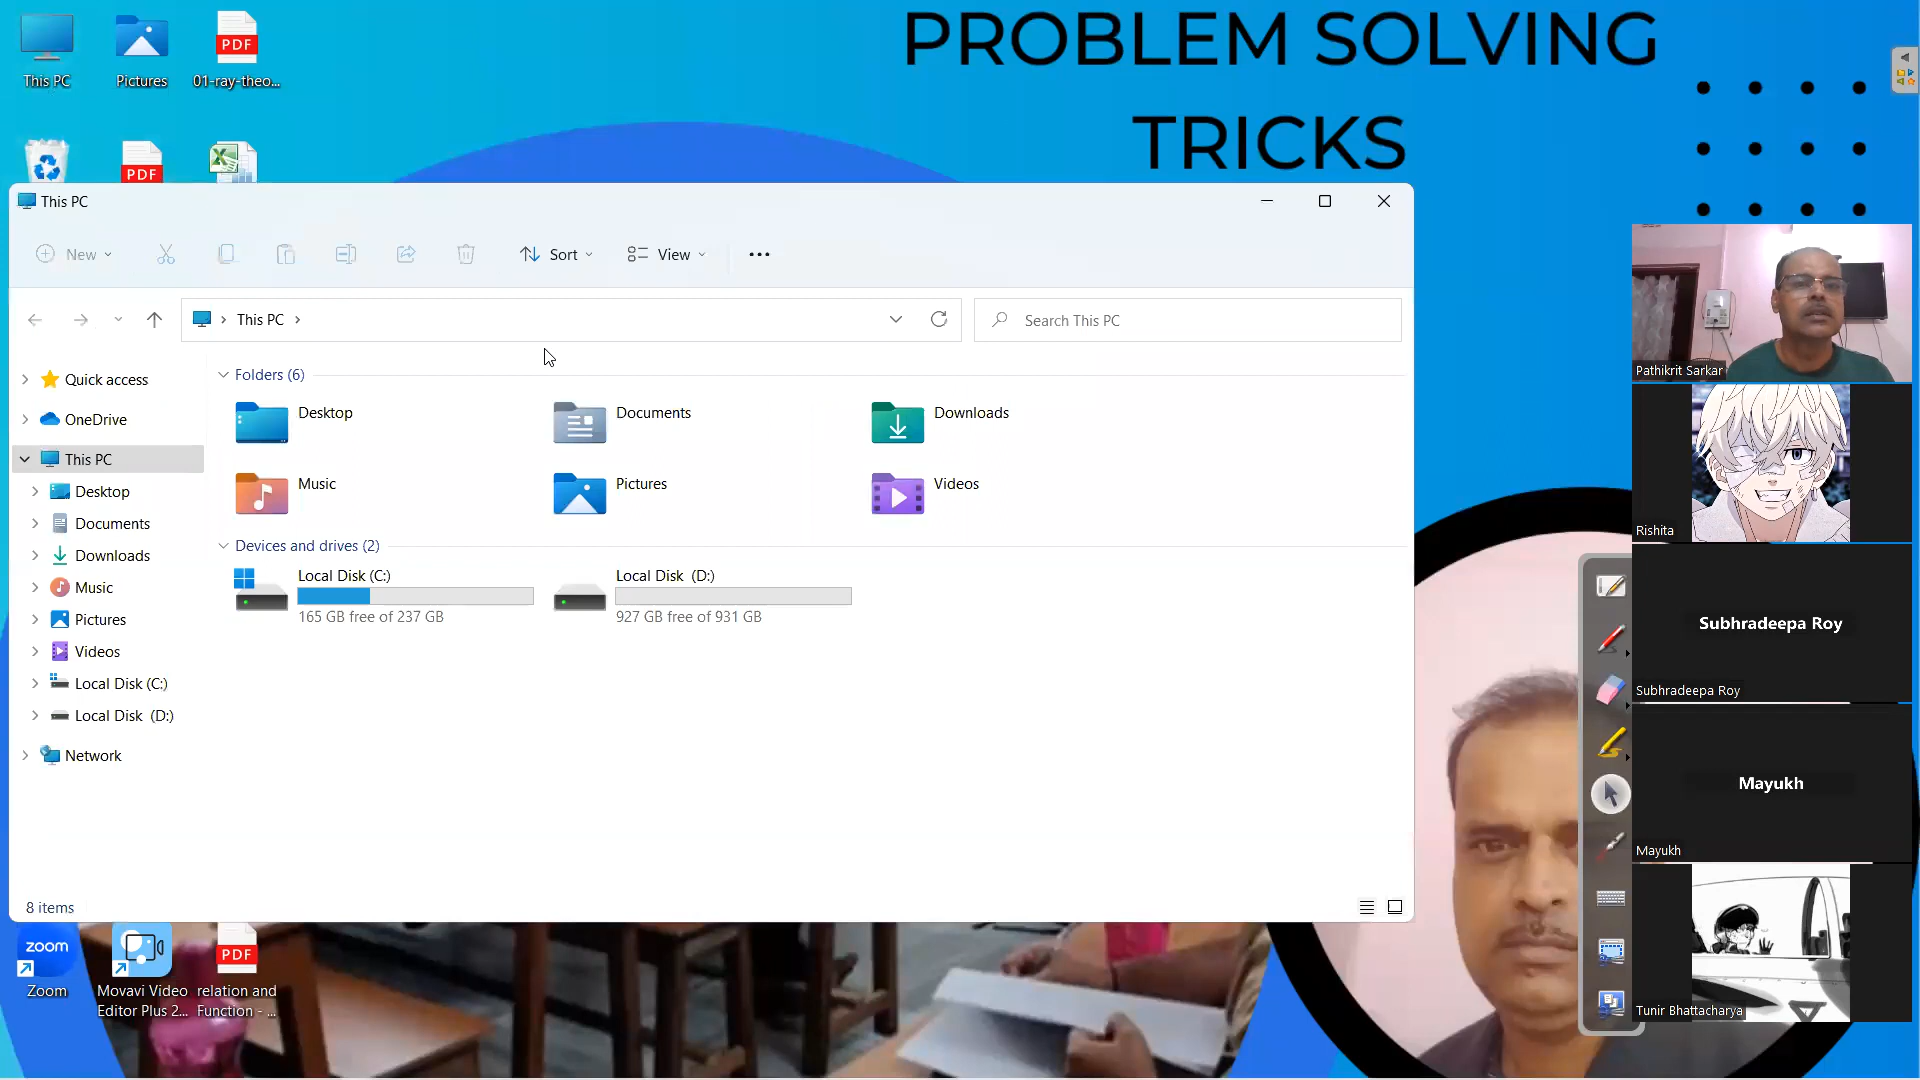 PROBLEM SOLVING
TRICKS
This PC
Pictures
PDF
01-ray-theo...
PDF
This PC
New
Sort
View
This PC
Search This PC
Quick access
OneDrive
This PC
Desktop
Documents
Downloads
Music
Pictures
Videos
Local Disk (C:)
Local Disk (D:)
Network
Folders (6)
Desktop
Documents
Downloads
Music
Pictures
Videos
Devices and drives (2)
Local Disk (C:)
165 GB free of 237 GB
Local Disk (D:)
927 GB free of 931 GB
8 items
zoom
Zoom
Movavi Video
Editor Plus 2...
PDF
relation and
Function - ...
Pathikrit Sarkar
Rishita
Subhradeepa Roy
Subhradeepa Roy
Mayukh
Mayukh
Tunir Bhattacharya